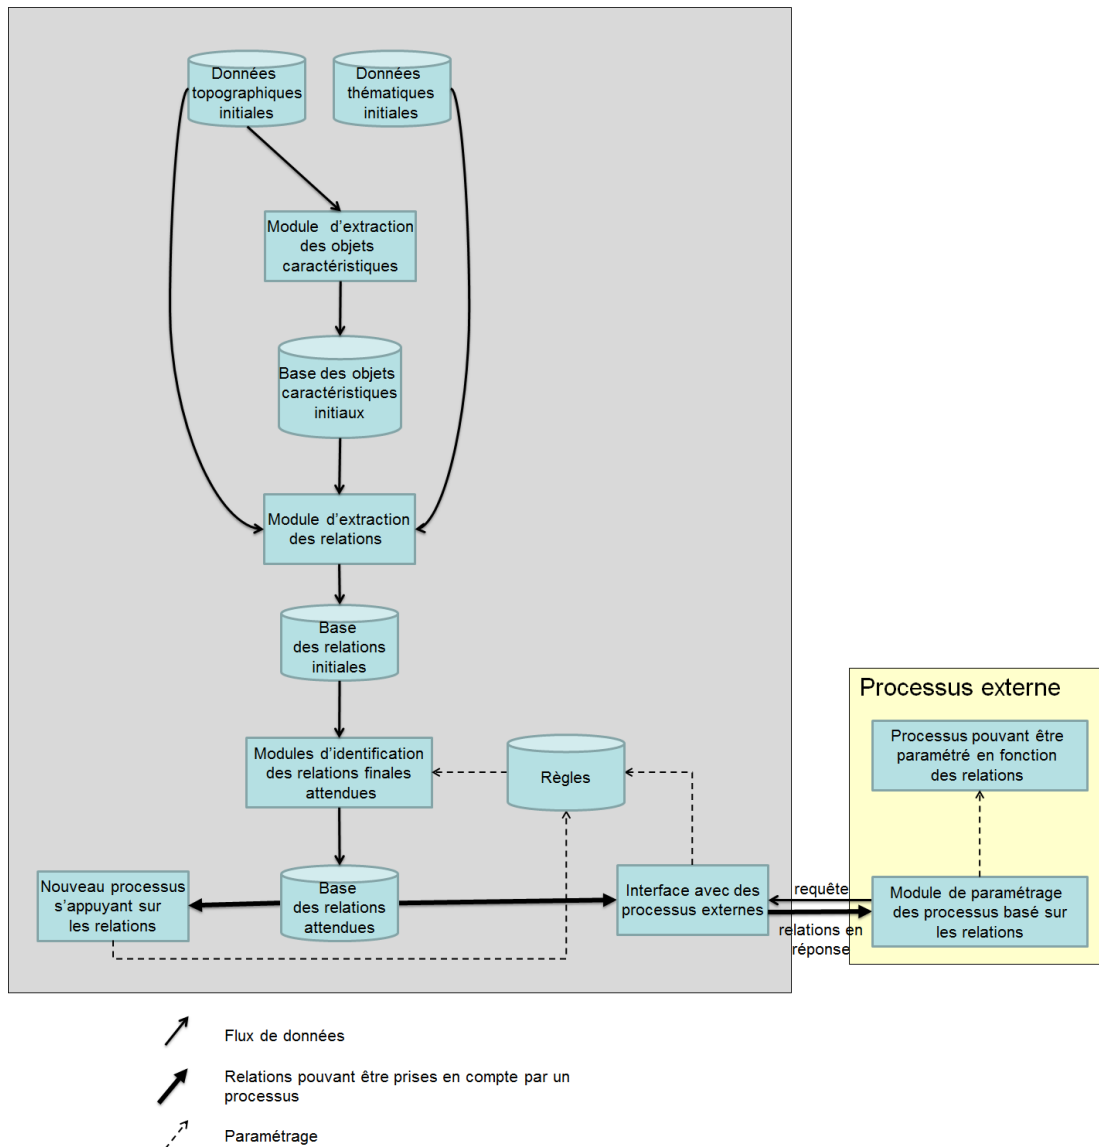 Données
topographiques
initiales
Données
thématiques
initiales
Module d’extraction
des objets
caractéristiques
Base des objets
caractéristiques
initiaux
Module d’extraction
des relations
Base
des relations
initiales
Modules d’identification
des relations finales
attendues
Règles
Nouveau processus
s’appuyant sur
les relations
Base
des relations
attendues
Interface avec des
processus externes
requête
relations en
réponse
Processus externe
Processus pouvant être
paramétré en fonction
des relations
Module de paramétrage
des processus basé sur
les relations
Flux de données
Relations pouvant être prises en compte par un
processus
Paramétrage